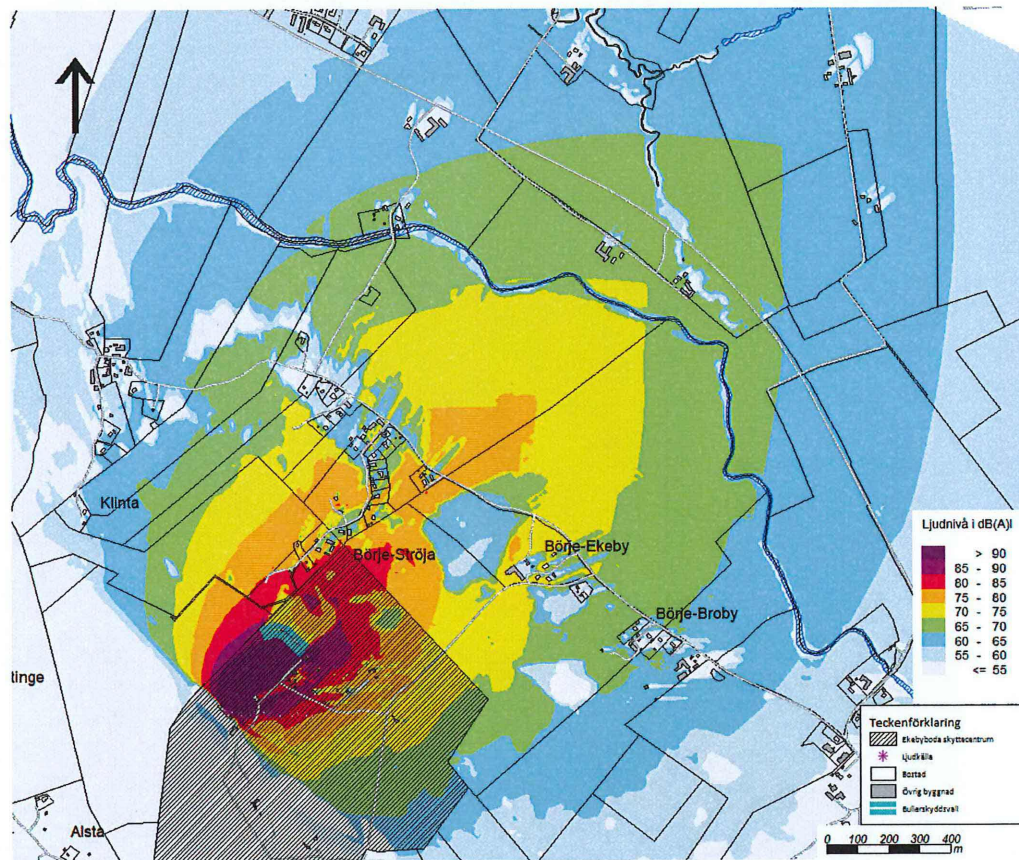 Klinta
Börje-Ströja
Börje-Ekeby
Börje-Broby
tinge
Alsta
Ljudnivå i dB(A)I
> 90
85 - 90
80 - 85
75 - 80
70 - 75
65 - 70
60 - 65
55 - 60
<= 55
Teckenförklaring
Ekebyboda skyttecentrum
Ljudkälla
Bostad
Övrig byggnad
Bullerskyddsvall
0 100 200 300 400
m